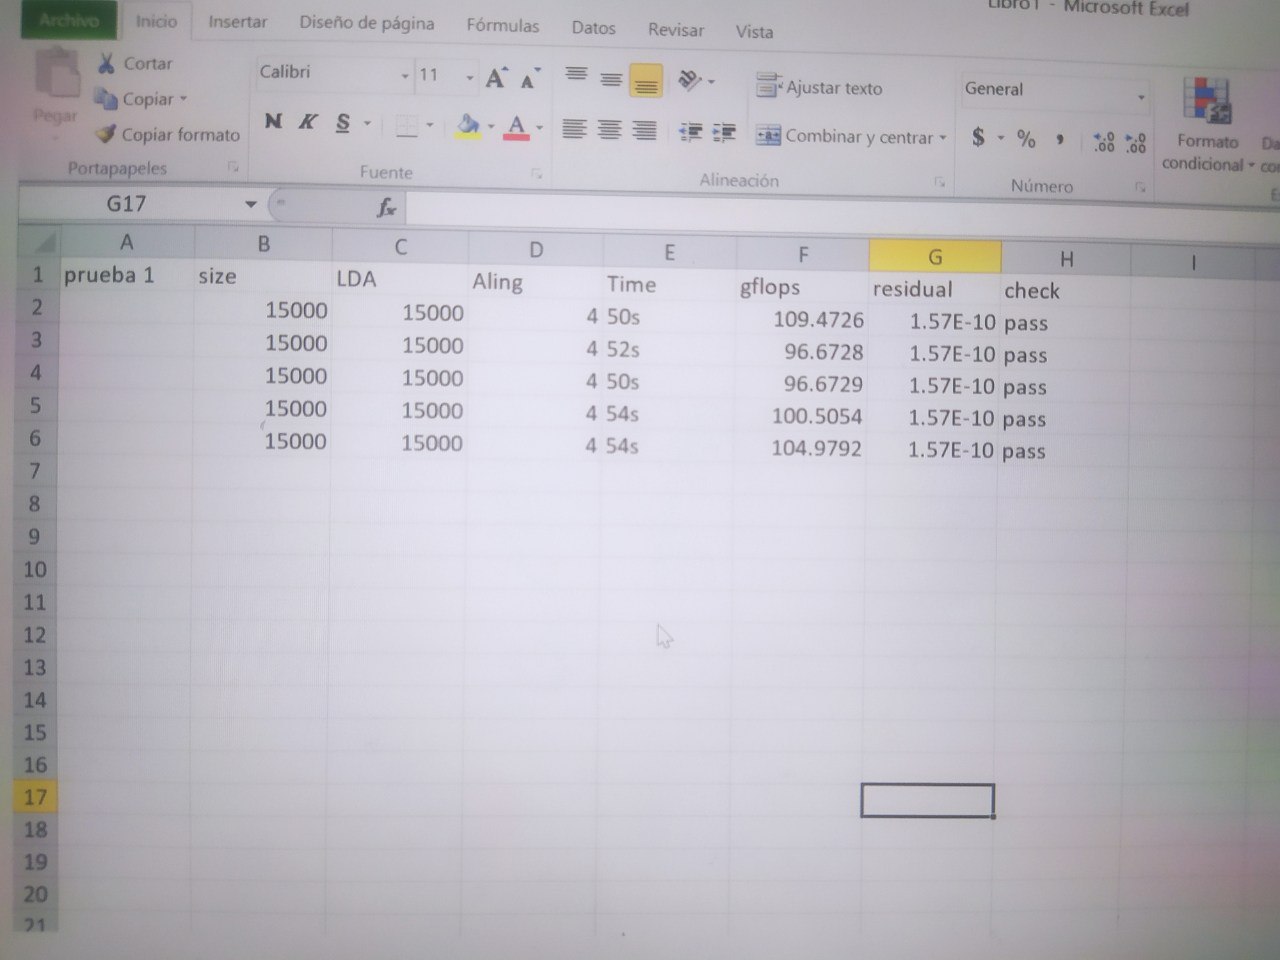 Libro1 - Microsoft Excel
Archivo Inicio Insertar Diseño de página Fórmulas Datos Revisar Vista
Pegar
Cortar
Copiar
Copiar formato
Portapapeles
Calibri 11
N K S A
Fuente
Ajustar texto
Combinar y centrar
Alineación
General
$ % ,
Número
Formato
condicional
G17 fx
A B C D E F G H I
1 prueba 1 size LDA Aling Time gflops residual check
2 15000 15000 4 50s 109.4726 1.57E-10 pass
3 15000 15000 4 52s 96.6728 1.57E-10 pass
4 15000 15000 4 50s 96.6729 1.57E-10 pass
5 15000 15000 4 54s 100.5054 1.57E-10 pass
6 15000 15000 4 54s 104.9792 1.57E-10 pass
7
8
9
10
11
12
13
14
15
16
17
18
19
20
21